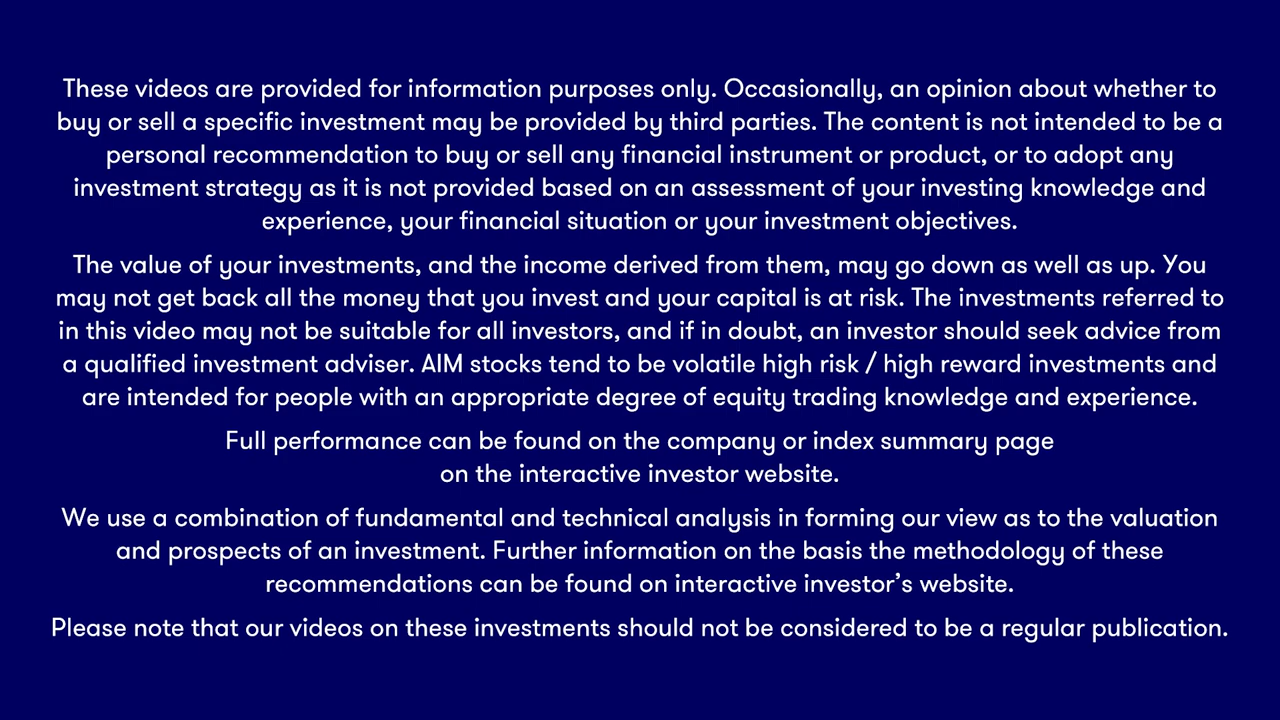 These videos are provided for information purposes only. Occasionally, an opinion about whether to
buy or sell a specific investment may be provided by third parties. The content is not intended to be a
personal recommendation to buy or sell any financial instrument or product, or to adopt any
investment strategy as it is not provided based on an assessment of your investing knowledge and
experience, your financial situation or your investment objectives.
The value of your investments, and the income derived from them, may go down as well as up. You
may not get back all the money that you invest and your capital is at risk. The investments referred to
in this video may not be suitable for all investors, and if in doubt, an investor should seek advice from
a qualified investment adviser. AIM stocks tend to be volatile high risk / high reward investments and
are intended for people with an appropriate degree of equity trading knowledge and experience.
Full performance can be found on the company or index summary page
on the interactive investor website.
We use a combination of fundamental and technical analysis in forming our view as to the valuation
and prospects of an investment. Further information on the basis the methodology of these
recommendations can be found on interactive investor’s website.
Please note that our videos on these investments should not be considered to be a regular publication.